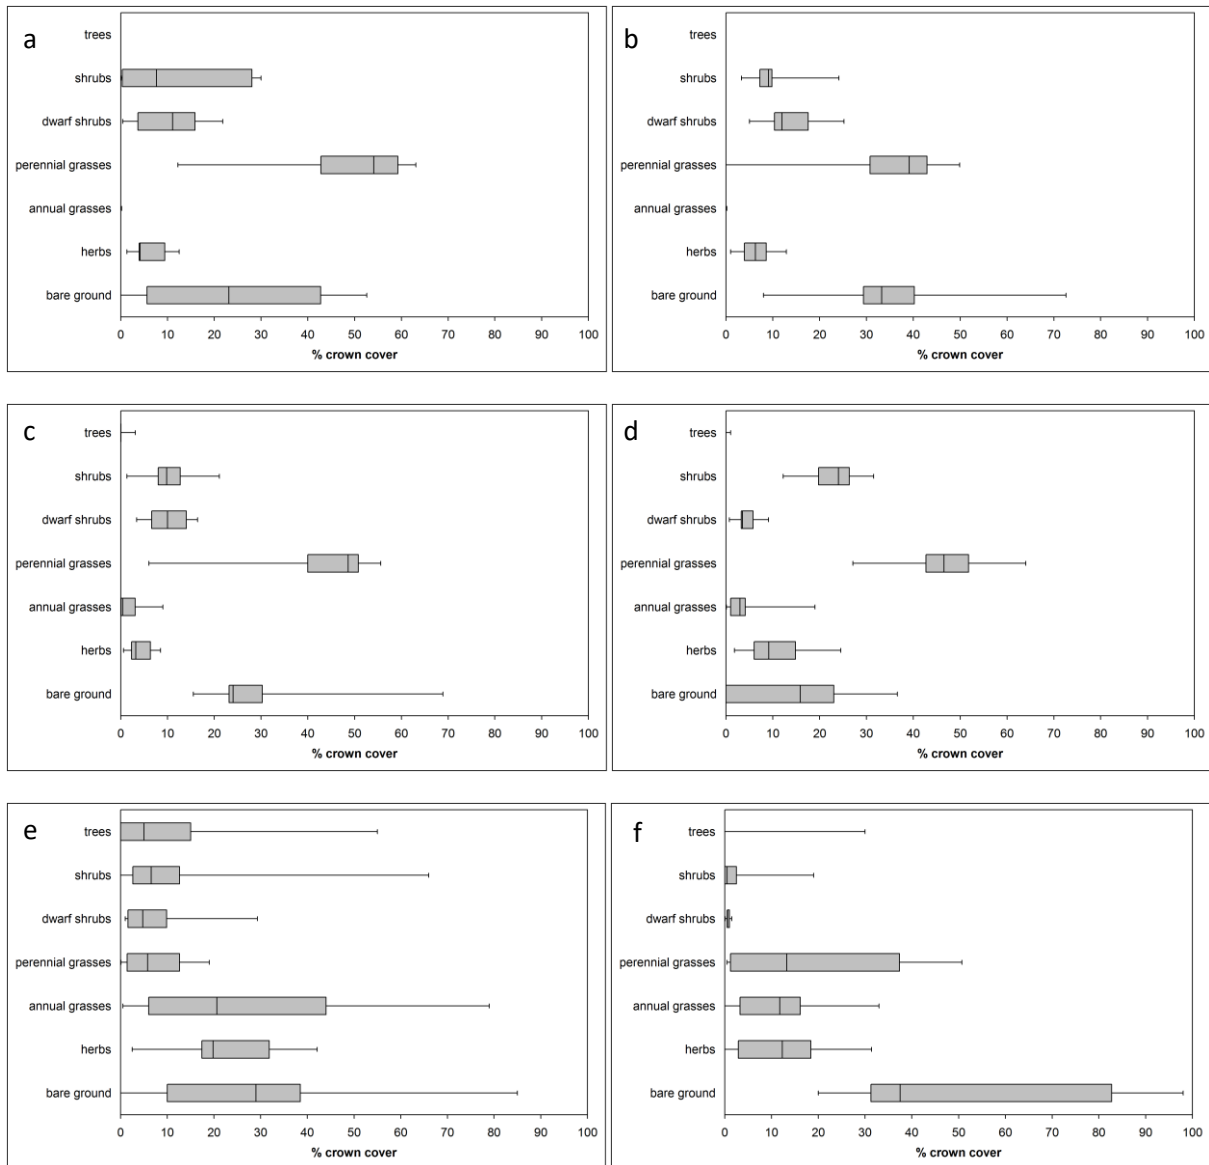 a
trees
shrubs
dwarf shrubs
perennial grasses
annual grasses
herbs
bare ground
0 10 20 30 40 50 60 70 80 90 100
% crown cover
b
trees
shrubs
dwarf shrubs
perennial grasses
annual grasses
herbs
bare ground
0 10 20 30 40 50 60 70 80 90 100
% crown cover
c
trees
shrubs
dwarf shrubs
perennial grasses
annual grasses
herbs
bare ground
0 10 20 30 40 50 60 70 80 90 100
% crown cover
d
trees
shrubs
dwarf shrubs
perennial grasses
annual grasses
herbs
bare ground
0 10 20 30 40 50 60 70 80 90 100
% crown cover
e
trees
shrubs
dwarf shrubs
perennial grasses
annual grasses
herbs
bare ground
0 10 20 30 40 50 60 70 80 90 100
% crown cover
f
trees
shrubs
dwarf shrubs
perennial grasses
annual grasses
herbs
bare ground
0 10 20 30 40 50 60 70 80 90 100
% crown cover